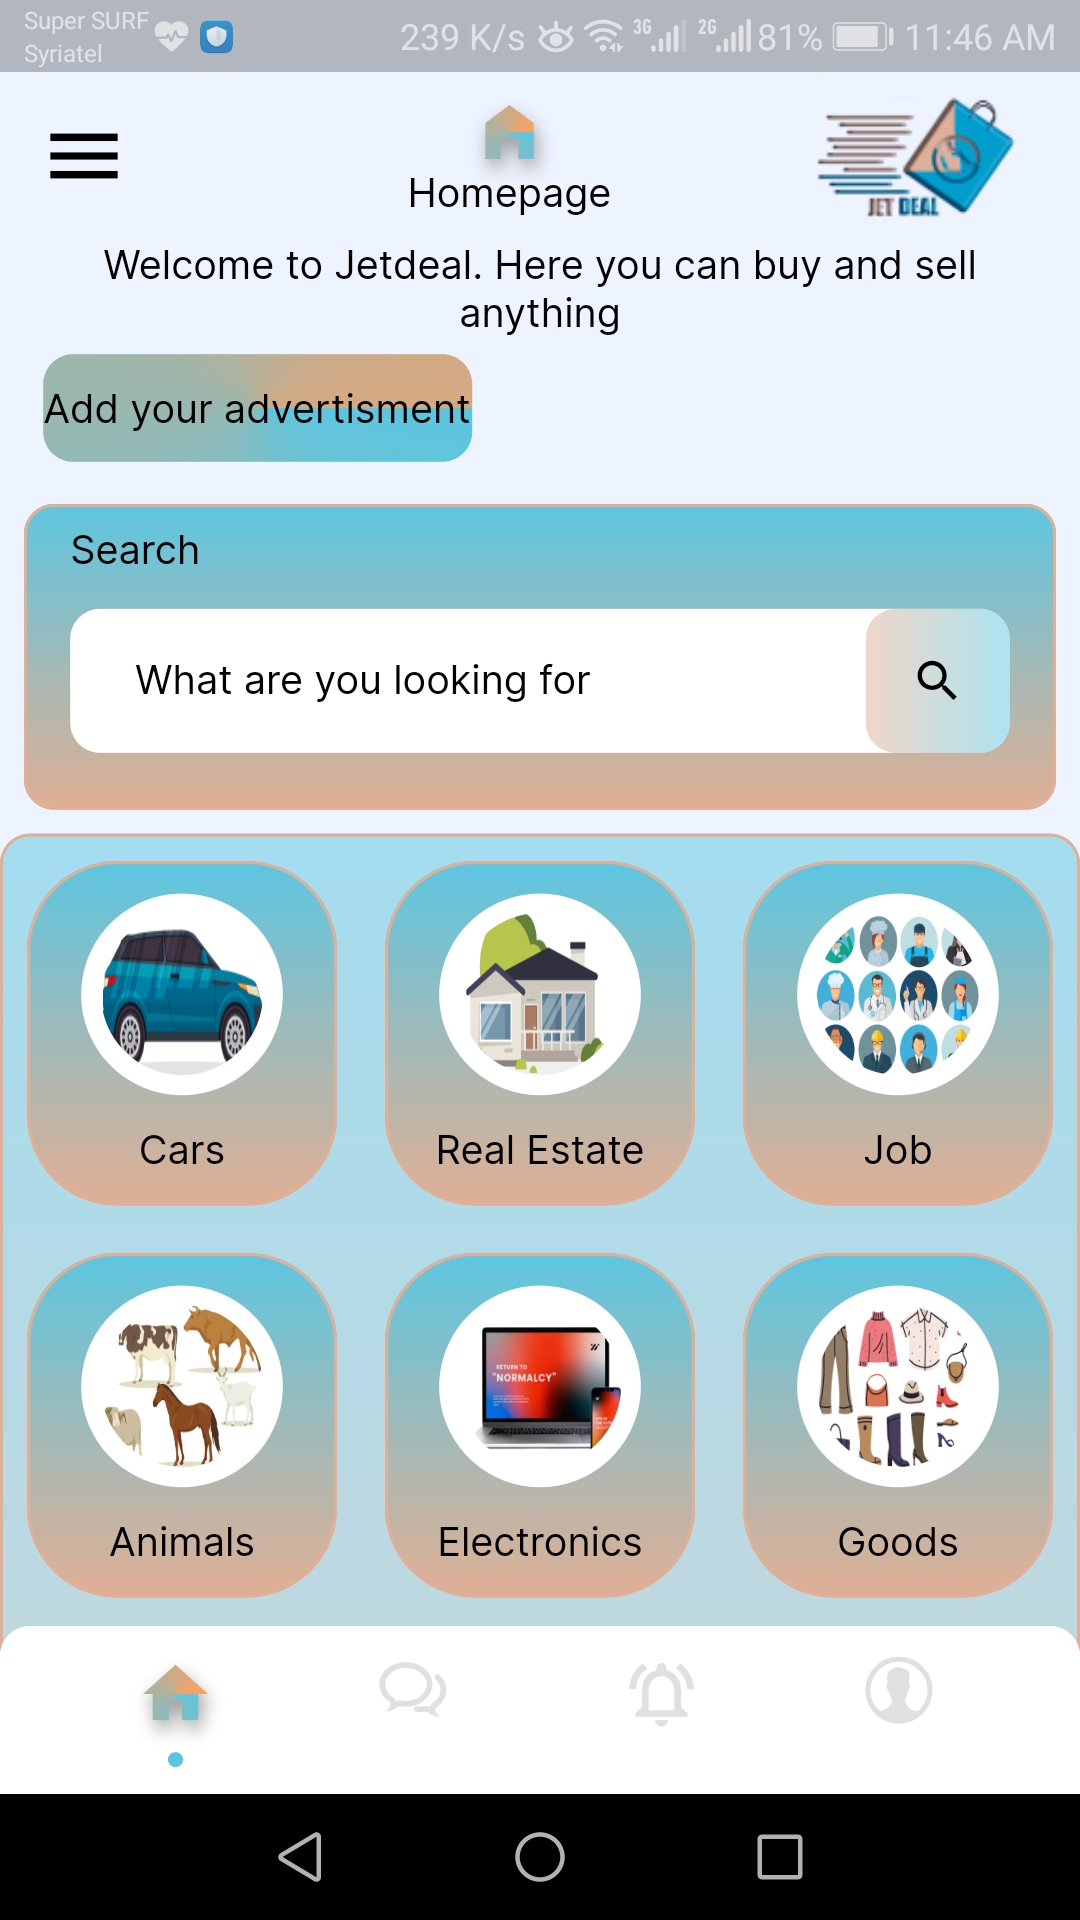 Super SURF
Syriatel
239 K/s 3G 2G 81% 11:46 AM
Homepage
JET DEAL
Welcome to Jetdeal. Here you can buy and sell
anything
Add your advertisment
Search
What are you looking for
Cars
Real Estate
Job
RETURN TO
"NORMALCY"
Animals
Electronics
Goods